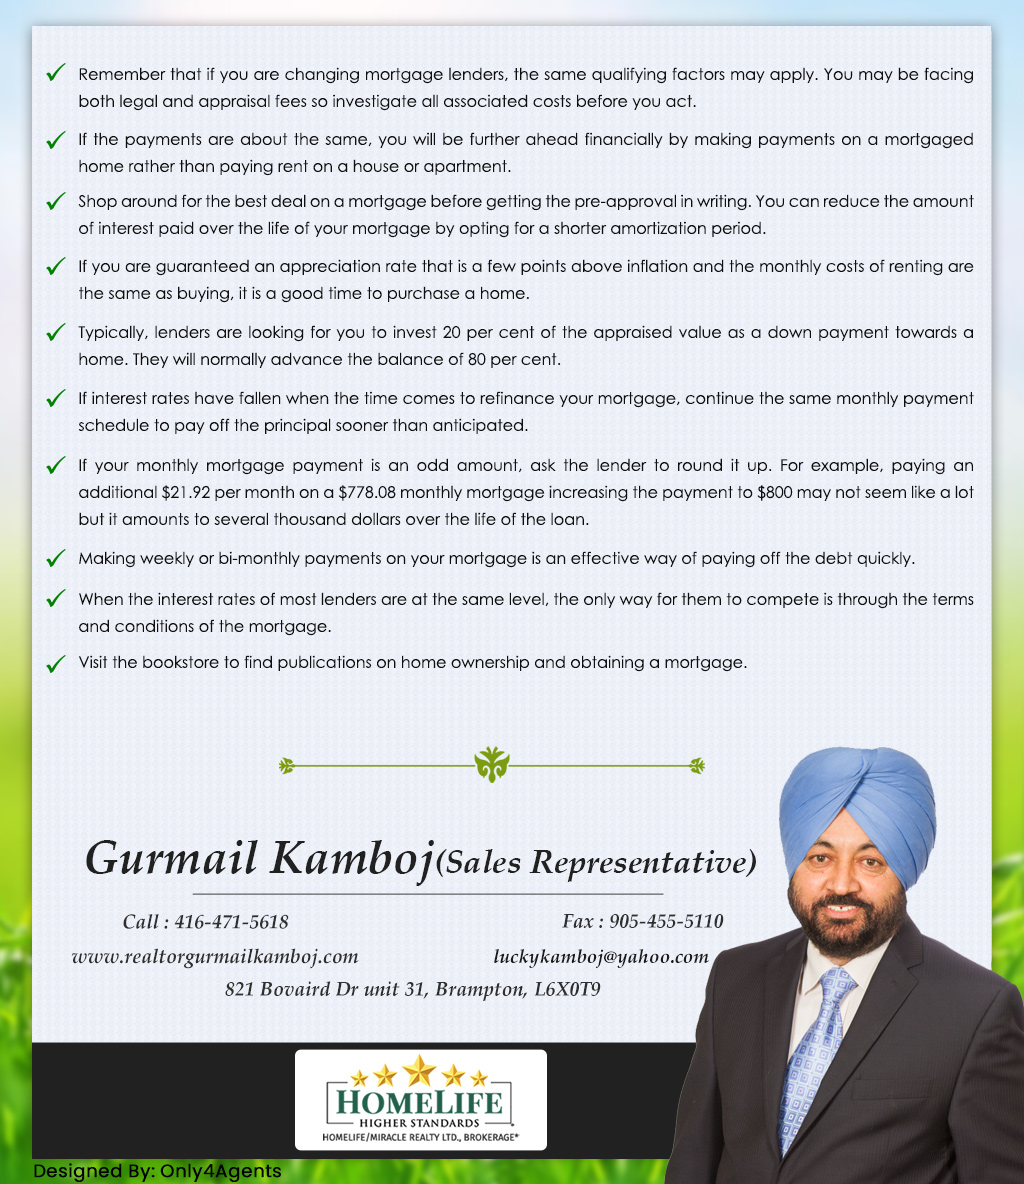 Remember that if you are changing mortgage lenders, the same qualifying factors may apply. You may be facing
both legal and appraisal fees so investigate all associated costs before you act.
If the payments are about the same, you will be further ahead financially by making payments on a mortgaged
home rather than paying rent on a house or apartment.
Shop around for the best deal on a mortgage before getting the pre-approval in writing. You can reduce the amount
of interest paid over the life of your mortgage by opting for a shorter amortization period.
If you are guaranteed an appreciation rate that is a few points above inflation and the monthly costs of renting are
the same as buying, it is a good time to purchase a home.
Typically, lenders are looking for you to invest 20 per cent of the appraised value as a down payment towards a
home. They will normally advance the balance of 80 per cent.
If interest rates have fallen when the time comes to refinance your mortgage, continue the same monthly payment
schedule to pay off the principal sooner than anticipated.
If your monthly mortgage payment is an odd amount, ask the lender to round it up. For example, paying an
additional $21.92 per month on a $778.08 monthly mortgage increasing the payment to $800 may not seem like a lot
but it amounts to several thousand dollars over the life of the loan.
Making weekly or bi-monthly payments on your mortgage is an effective way of paying off the debt quickly.
When the interest rates of most lenders are at the same level, the only way for them to compete is through the terms
and conditions of the mortgage.
Visit the bookstore to find publications on home ownership and obtaining a mortgage.
Gurmail Kamboj(Sales Representative)
Call : 416-471-5618 Fax : 905-455-5110
www.realtorgurmailkamboj.com luckykamboj@yahoo.com
821 Bovaird Dr unit 31, Brampton, L6X0T9
HOMELIFE
HIGHER STANDARDS
HOMELIFE/MIRACLE REALTY LTD., BROKERAGE*
Designed By: Only4Agents